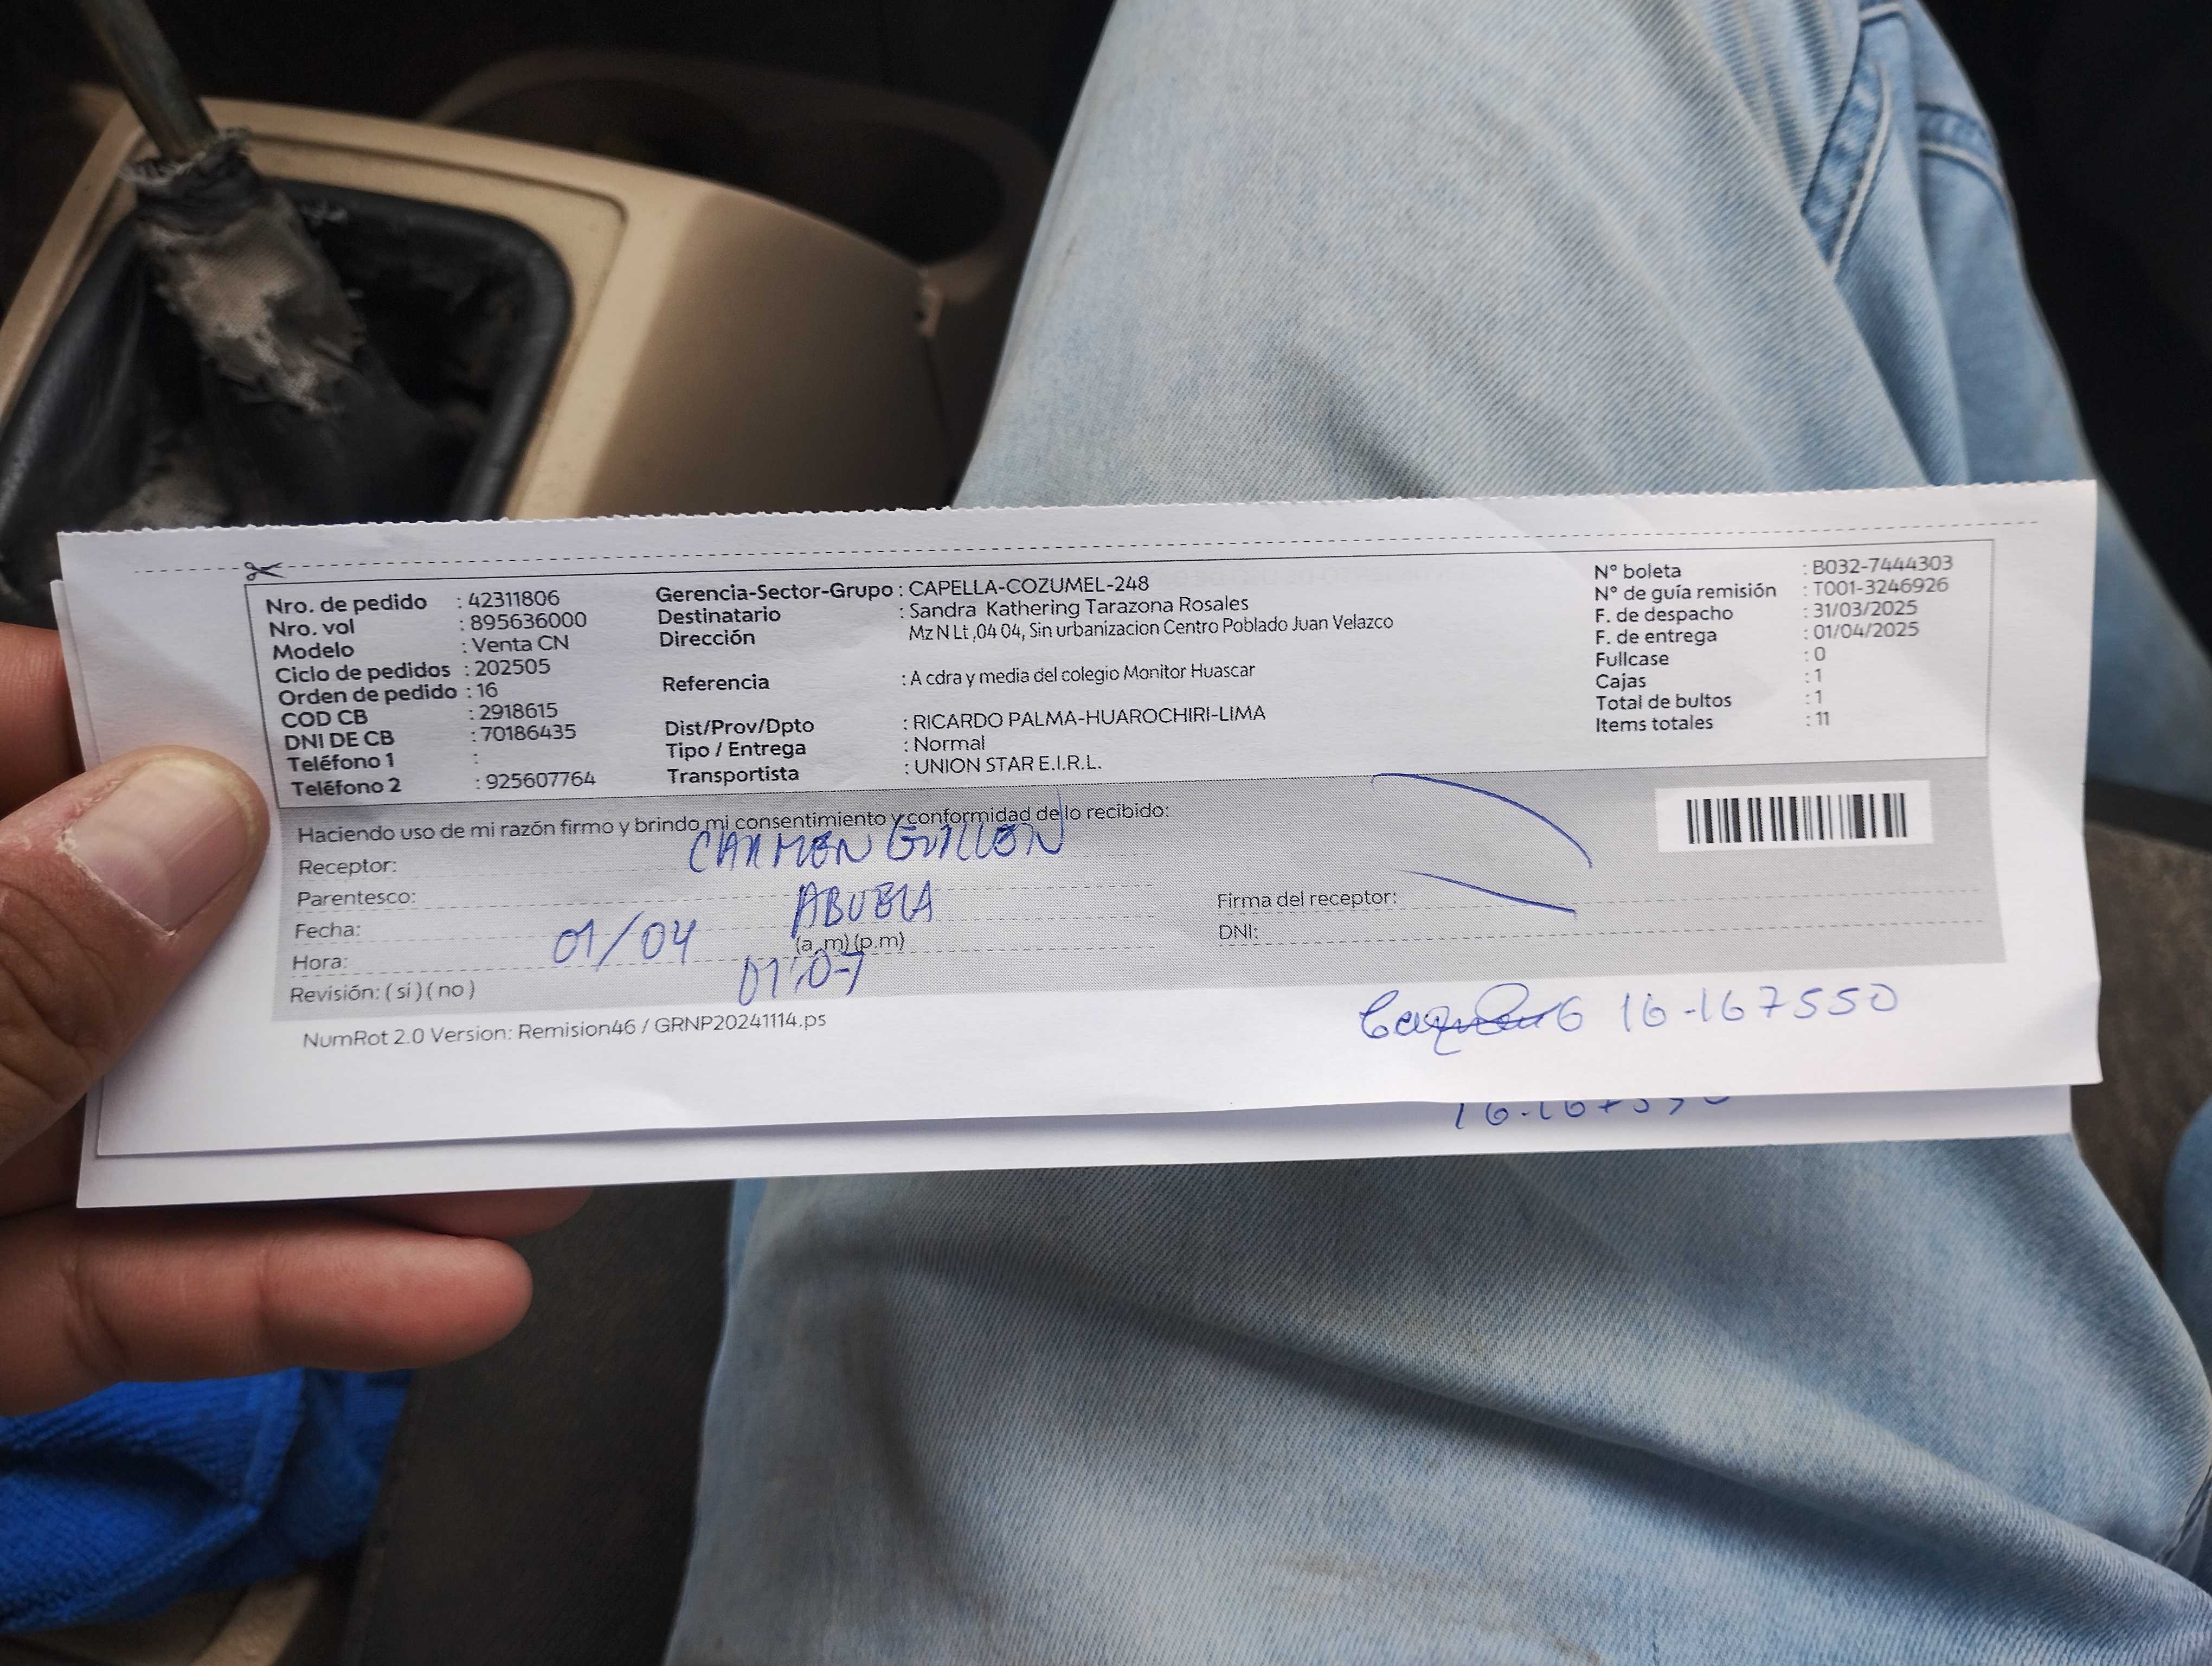 Nro. de pedido : 42311806
Nro. vol : 895636000
Modelo : Venta CN
Ciclo de pedidos : 202505
Orden de pedido : 16
COD CB : 2918615
DNI DE CB : 70186435
Teléfono 1 :
Teléfono 2 : 925607764
Gerencia-Sector-Grupo : CAPELLA-COZUMEL-248
Destinatario : Sandra Kathering Tarazona Rosales
Dirección Mz N Lt ,04 04, Sin urbanizacion Centro Poblado Juan Velazco
Referencia : A cdra y media del colegio Monitor Huascar
Dist/Prov/Dpto : RICARDO PALMA-HUAROCHIRI-LIMA
Tipo / Entrega : Normal
Transportista : UNION STAR E.I.R.L.
N° boleta : B032-7444303
N° de guía remisión : T001-3246926
F. de despacho : 31/03/2025
F. de entrega : 01/04/2025
Fullcase : 0
Cajas : 1
Total de bultos : 1
Items totales : 11
Haciendo uso de mi razón firmo y brindo mi consentimiento y conformidad de lo recibido:
Receptor: CARMEN GUILLEN
Parentesco: ABUELA
Fecha: 01/04
Hora: (a.m) (p.m) 01:07
Revisión: ( si ) ( no )
Firma del receptor:
DNI:
NumRot 2.0 Version: Remision46 / GRNP20241114.ps
16-167550